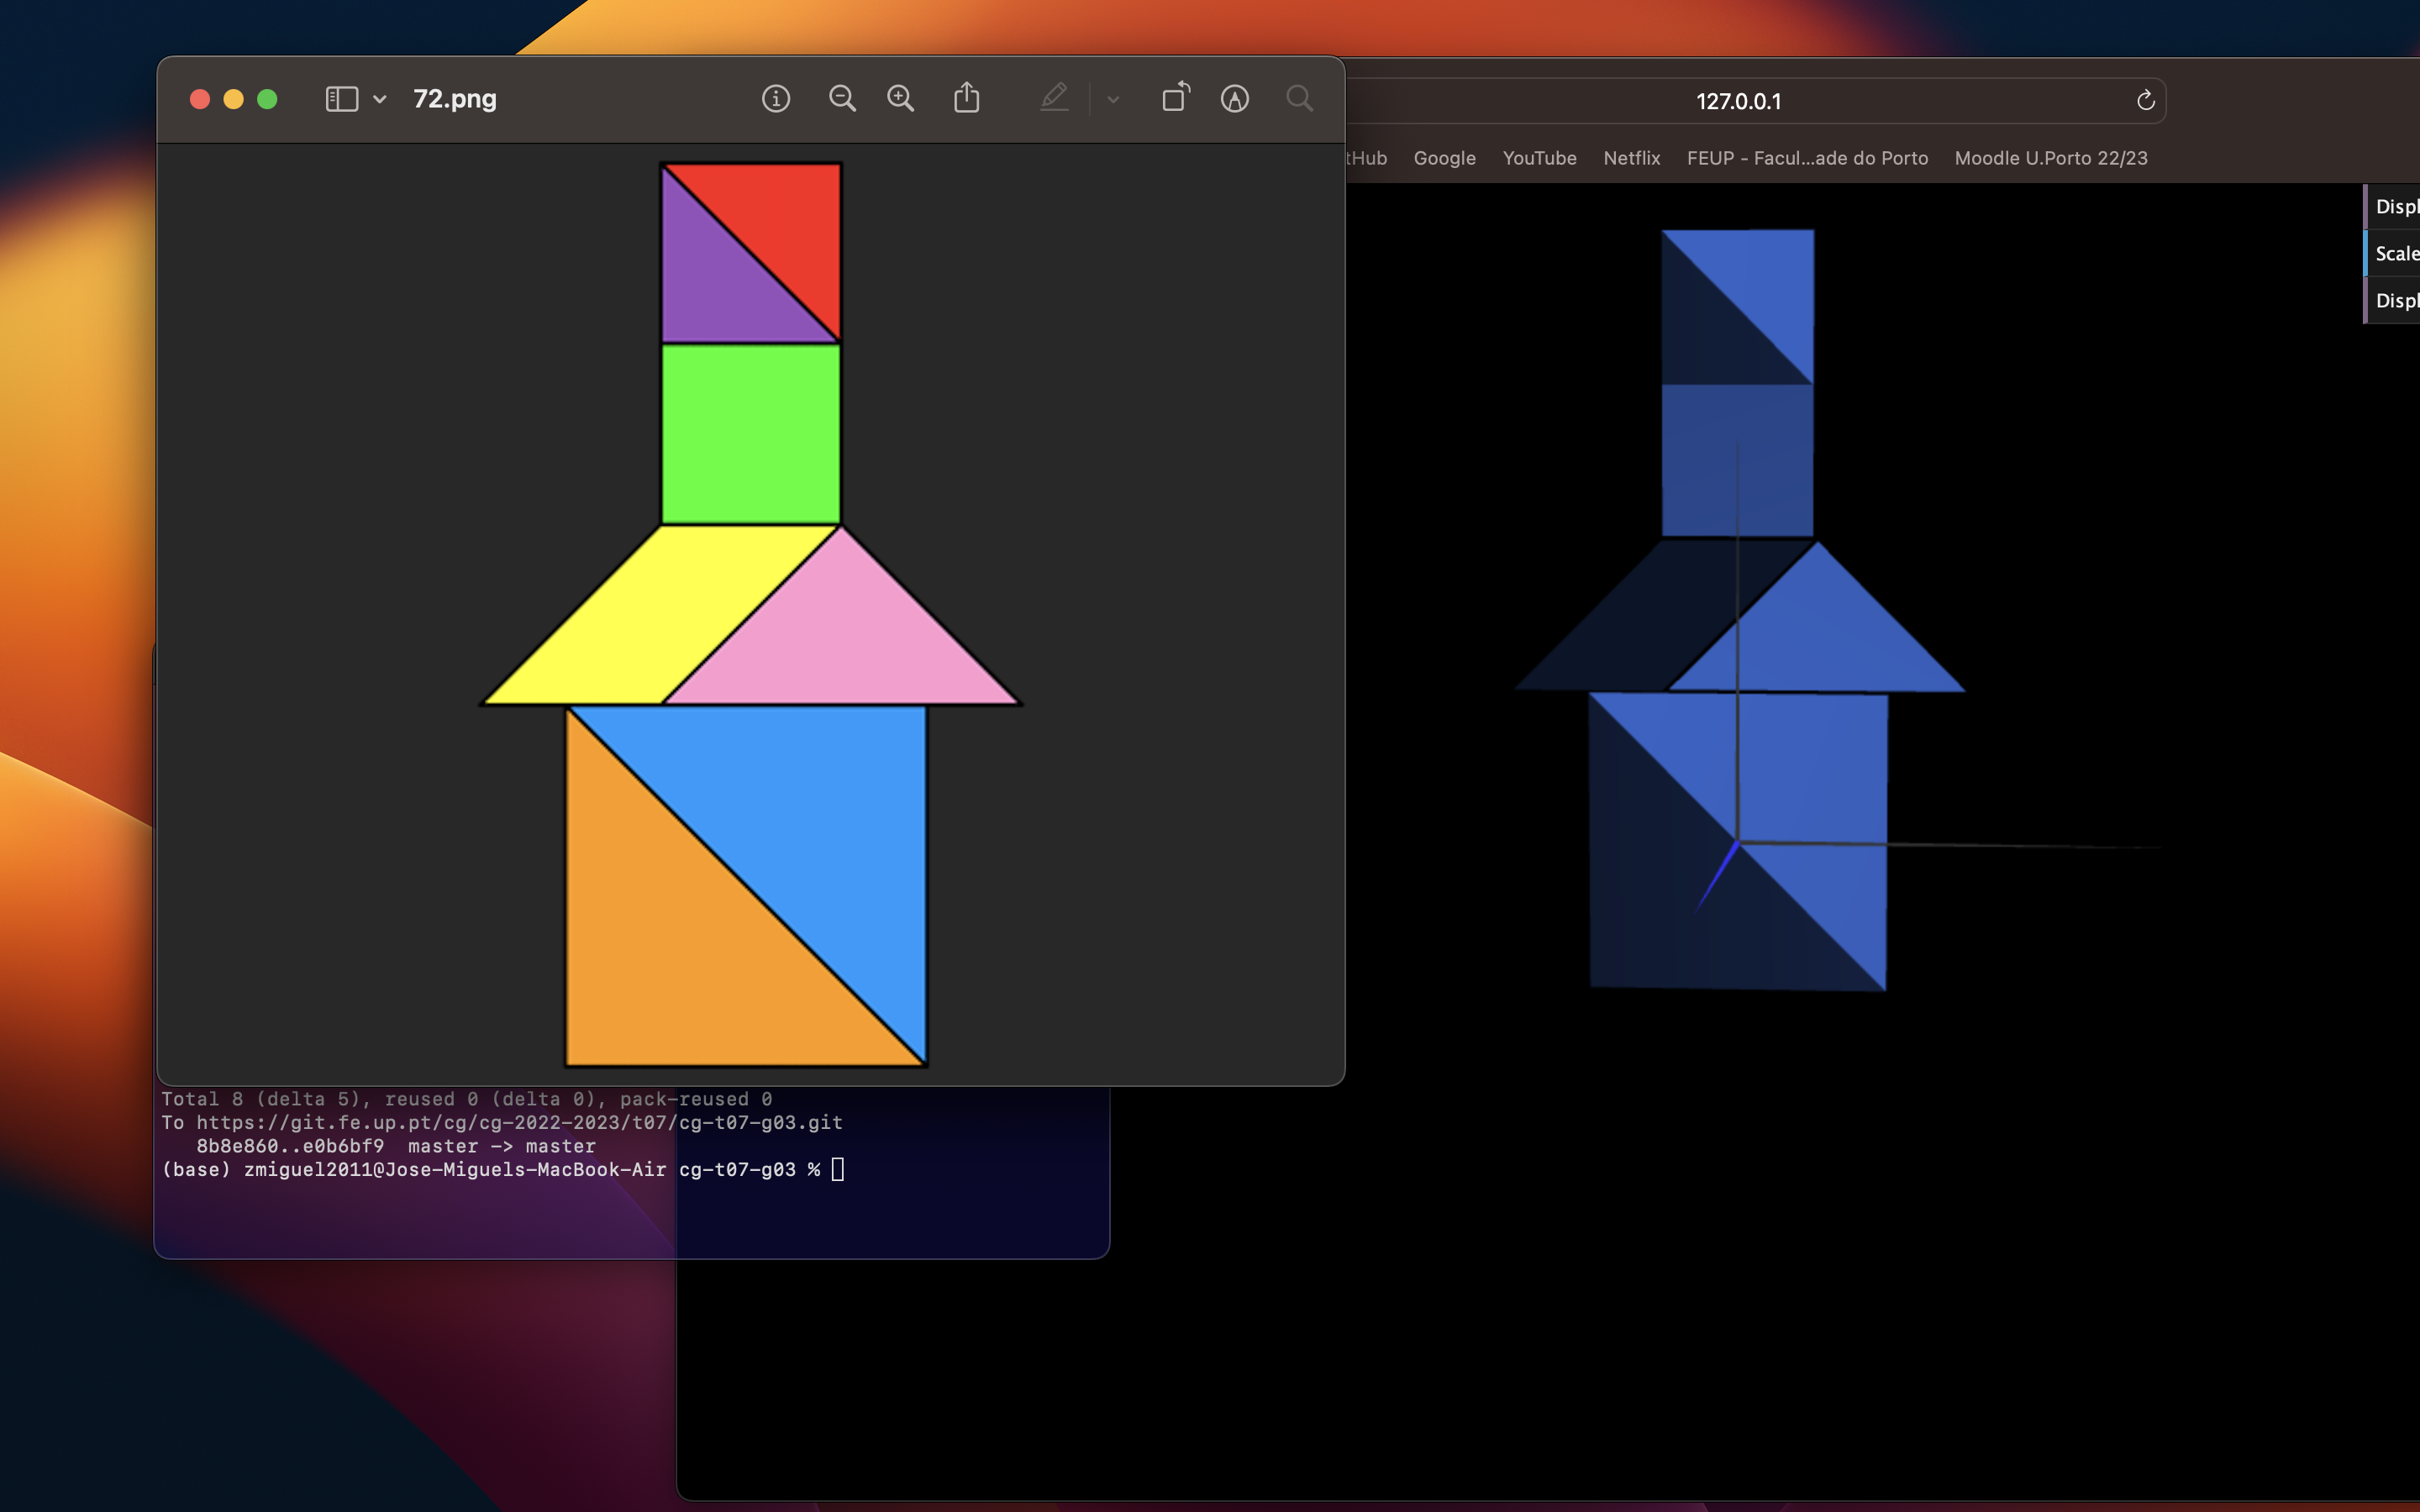 72.png
127.0.0.1
tHub Google YouTube Netflix FEUP - Facul...ade do Porto Moodle U.Porto 22/23
Displ
Scale
Displ
Total 8 (delta 5), reused 0 (delta 0), pack-reused 0
To https://git.fe.up.pt/cg/cg-2022-2023/t07/cg-t07-g03.git
8b8e860..e0b6bf9 master -> master
(base) zmiguel2011@Jose-Miguels-MacBook-Air cg-t07-g03 %